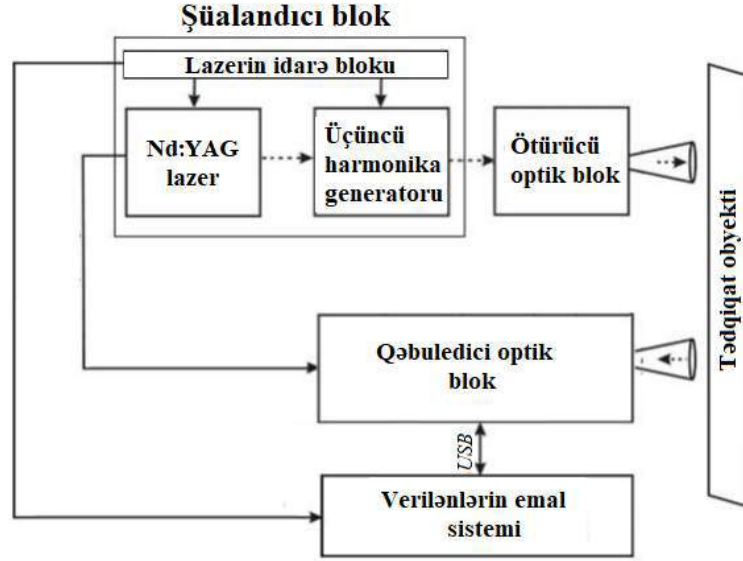 Şüalandıcı blok
Lazerin idarə bloku
Nd:YAG
lazer
Üçüncü
harmonika
generatoru
Ötürücü
optik blok
Tədqiqat obyekti
Qəbuledici optik
blok
USB
Verilənlərin emal
sistemi